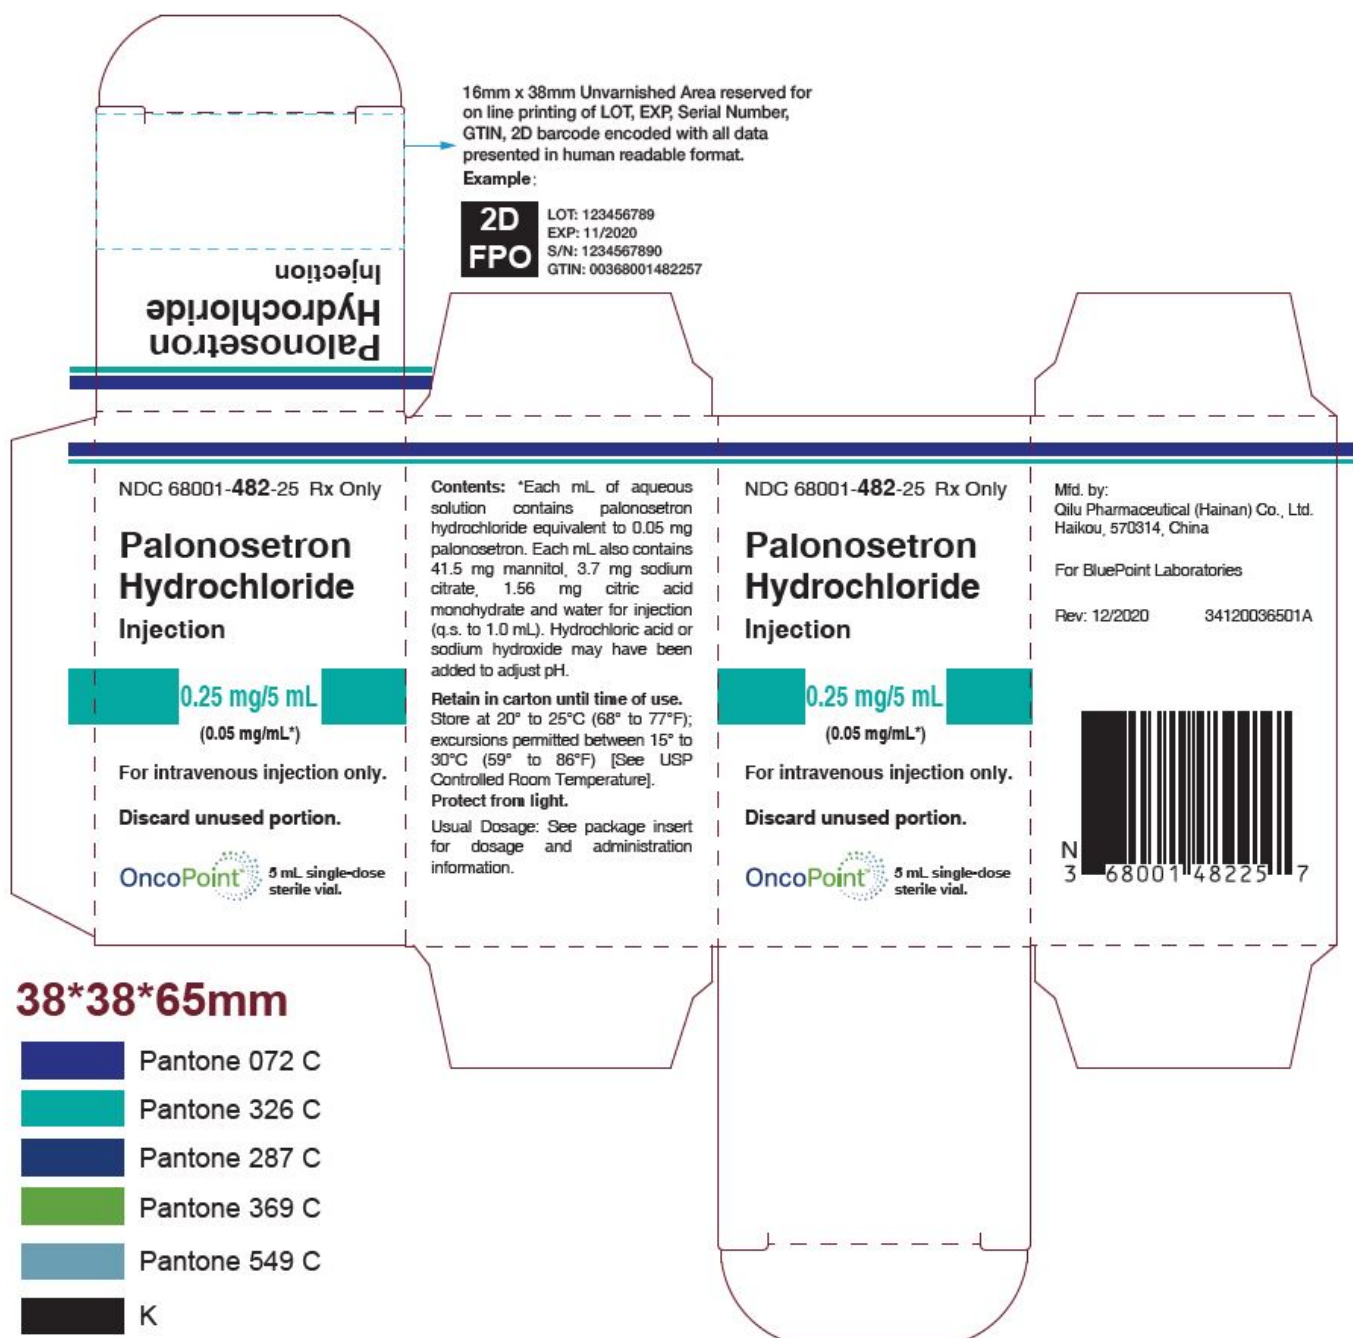 16mm x 38mm Unvarnished Area reserved for
on line printing of LOT, EXP, Serial Number,
GTIN, 2D barcode encoded with all data
presented in human readable format.
Example:
2D
FPO
LOT: 123456789
EXP: 11/2020
S/N: 1234567890
GTIN: 00368001482257
Palonosetron
Hydrochloride
Injection
NDC 68001-482-25 Rx Only
Palonosetron
Hydrochloride
Injection
0.25 mg/5 mL
(0.05 mg/mL*)
For intravenous injection only.
Discard unused portion.
OncoPoint™
5 mL single-dose
sterile vial.
Contents: *Each mL of aqueous
solution contains palonosetron
hydrochloride equivalent to 0.05 mg
palonosetron. Each mL also contains
41.5 mg mannitol, 3.7 mg sodium
citrate, 1.56 mg citric acid
monohydrate and water for injection
(q.s. to 1.0 mL). Hydrochloric acid or
sodium hydroxide may have been
added to adjust pH.
Retain in carton until time of use.
Store at 20° to 25°C (68° to 77°F);
excursions permitted between 15° to
30°C (59° to 86°F) [See USP
Controlled Room Temperature].
Protect from light.
Usual Dosage: See package insert
for dosage and administration
information.
NDC 68001-482-25 Rx Only
Palonosetron
Hydrochloride
Injection
0.25 mg/5 mL
(0.05 mg/mL*)
For intravenous injection only.
Discard unused portion.
OncoPoint™
5 mL single-dose
sterile vial.
Mfd. by:
Qilu Pharmaceutical (Hainan) Co., Ltd.
Haikou, 570314, China
For BluePoint Laboratories
Rev: 12/2020 34120036501A
N
3 68001 48225 7
38*38*65mm
Pantone 072 C
Pantone 326 C
Pantone 287 C
Pantone 369 C
Pantone 549 C
K